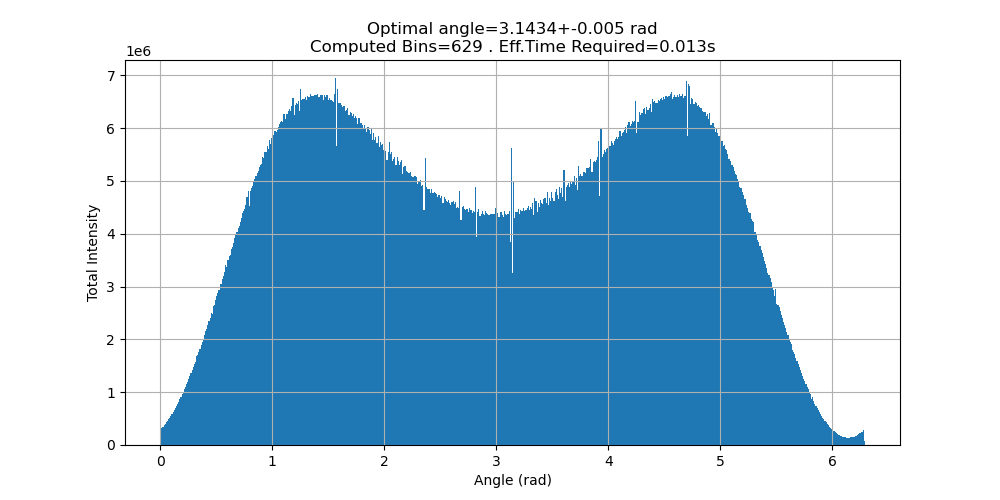 Optimal angle=3.1434+-0.005 rad
Computed Bins=629 . Eff.Time Required=0.013s
1e6
7
6
5
4
3
2
1
0
Total Intensity
0 1 2 3 4 5 6
Angle (rad)